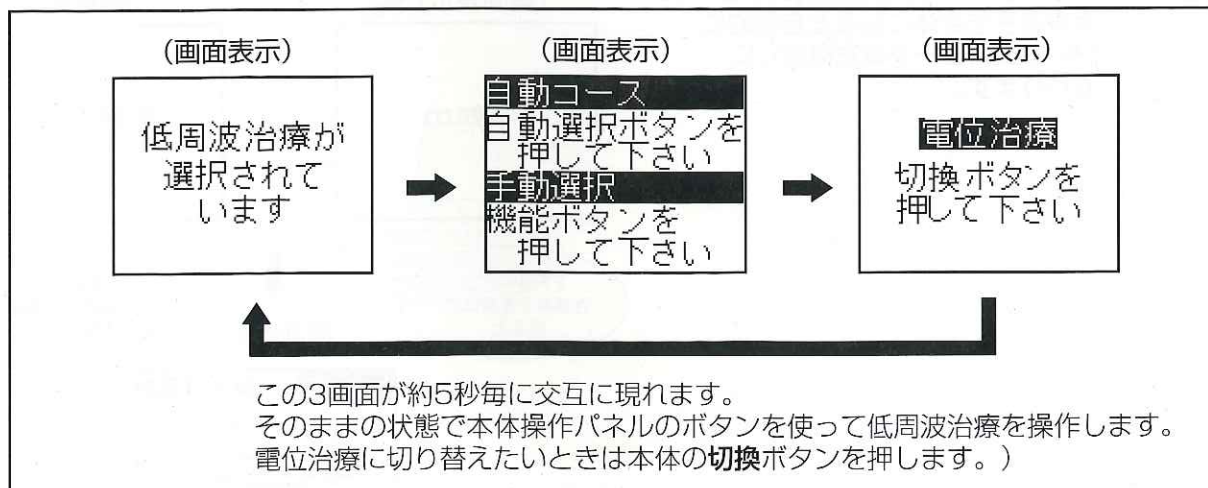 (画面表示)
低周波治療が
選択されて
います
(画面表示)
自動コース
自動選択ボタンを
押して下さい
手動選択
機能ボタンを
押して下さい
(画面表示)
電位治療
切換ボタンを
押して下さい
この3画面が約5秒毎に交互に現れます。
そのままの状態で本体操作パネルのボタンを使って低周波治療を操作します。
電位治療に切り替えたいときは本体の切換ボタンを押します。)